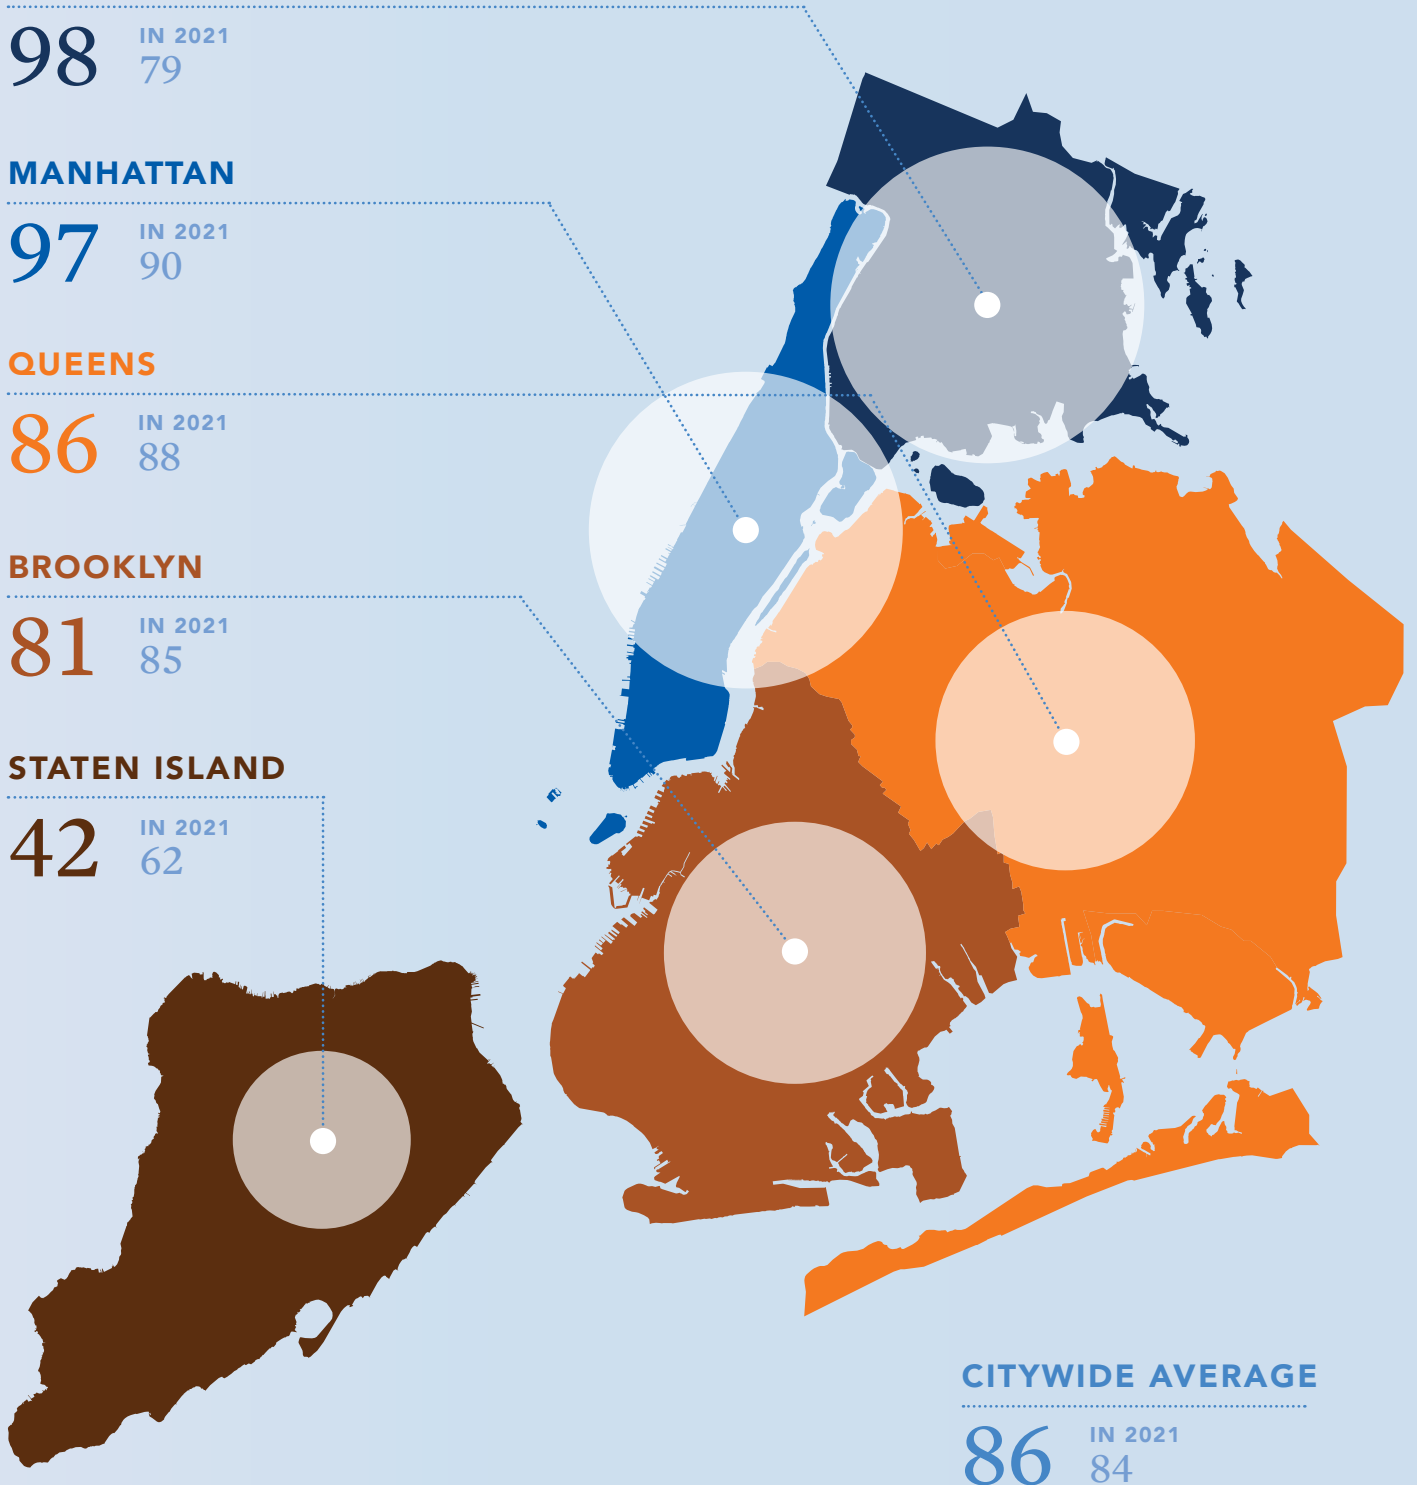 98 IN 2021
79
MANHATTAN
97 IN 2021
90
QUEENS
86 IN 2021
88
BROOKLYN
81 IN 2021
85
STATEN ISLAND
42 IN 2021
62
CITYWIDE AVERAGE
86 IN 2021
84